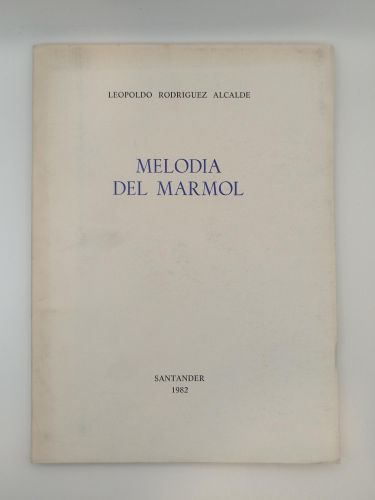 LEOPOLDO RODRIGUEZ ALCALDE
MELODIA
DEL MARMOL
SANTANDER
1982